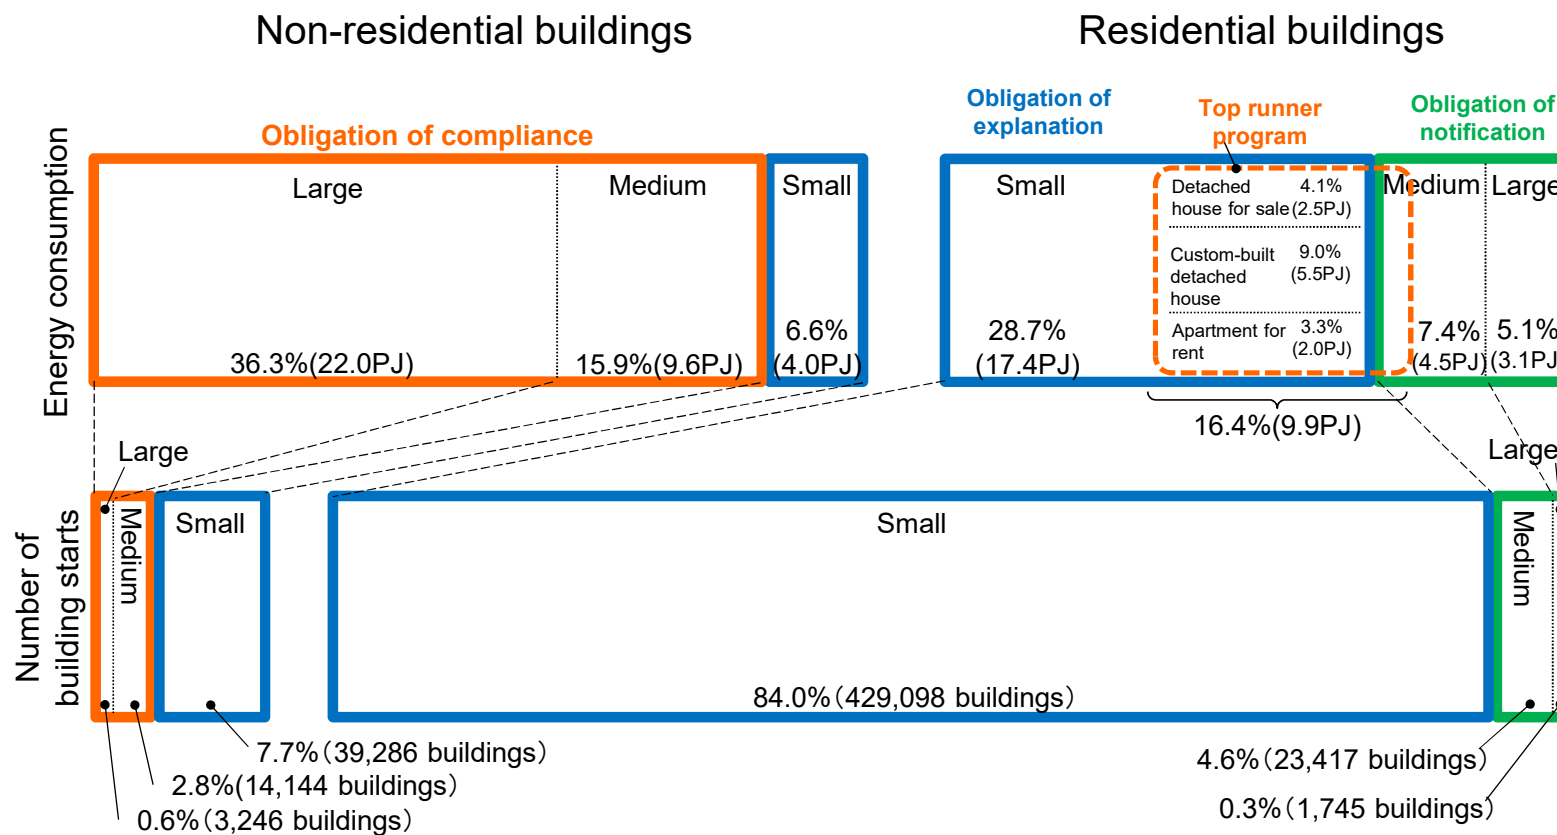 Non-residential buildings
Residential buildings
Obligation of compliance
Obligation of
explanation
Top runner
program
Obligation of
notification
Energy consumption
Large
Medium
Small
36.3%(22.0PJ)
15.9%(9.6PJ)
6.6%
(4.0PJ)
Small
28.7%
(17.4PJ)
Detached
house for sale
4.1%
(2.5PJ)
Custom-built
detached
house
9.0%
(5.5PJ)
Apartment for
rent
3.3%
(2.0PJ)
Medium
Large
7.4%
(4.5PJ)
5.1%
(3.1PJ
16.4%(9.9PJ)
Number of
building starts
Large
Medium
Small
Small
Large
Medium
84.0%(429,098 buildings)
7.7%(39,286 buildings)
2.8%(14,144 buildings)
0.6%(3,246 buildings)
4.6%(23,417 buildings)
0.3%(1,745 buildings)